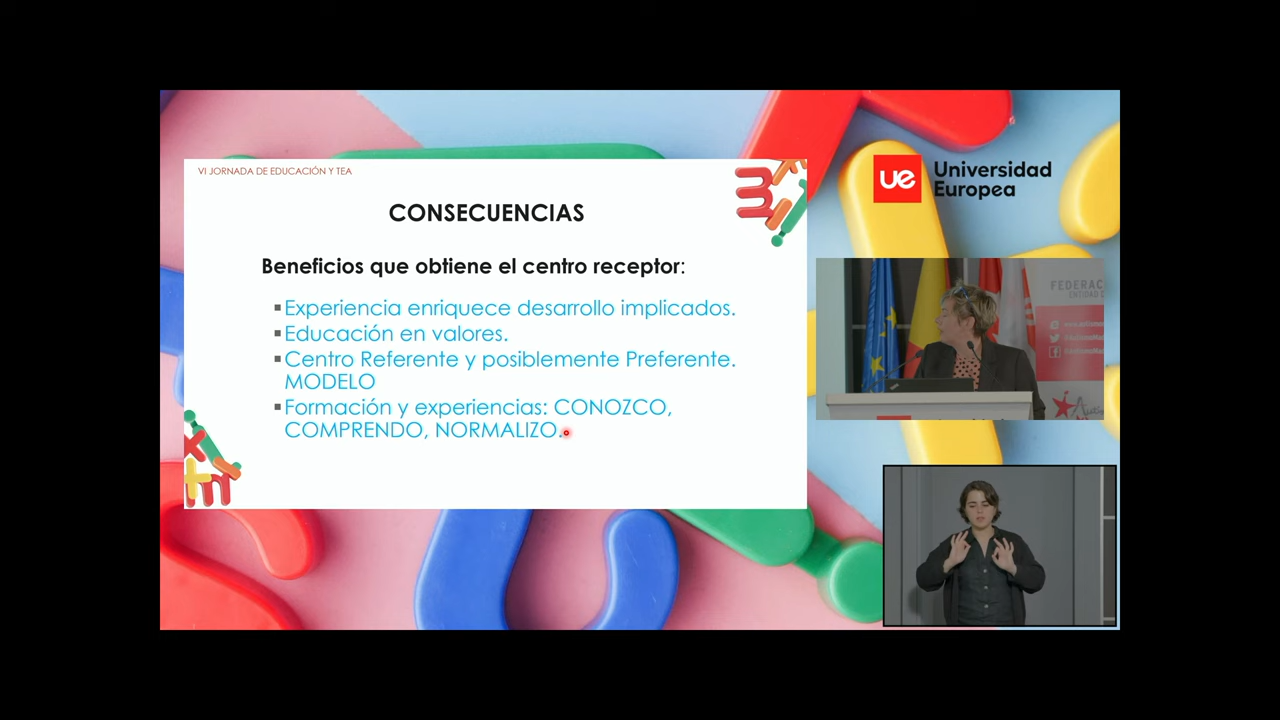 VI JORNADA DE EDUCACIÓN Y TEA
CONSECUENCIAS
Beneficios que obtiene el centro receptor:
Experiencia enriquece desarrollo implicados.
Educación en valores.
Centro Referente y posiblemente Preferente.
MODELO
Formación y experiencias: CONOZCO,
COMPRENDO, NORMALIZO.
ue Universidad
Europea